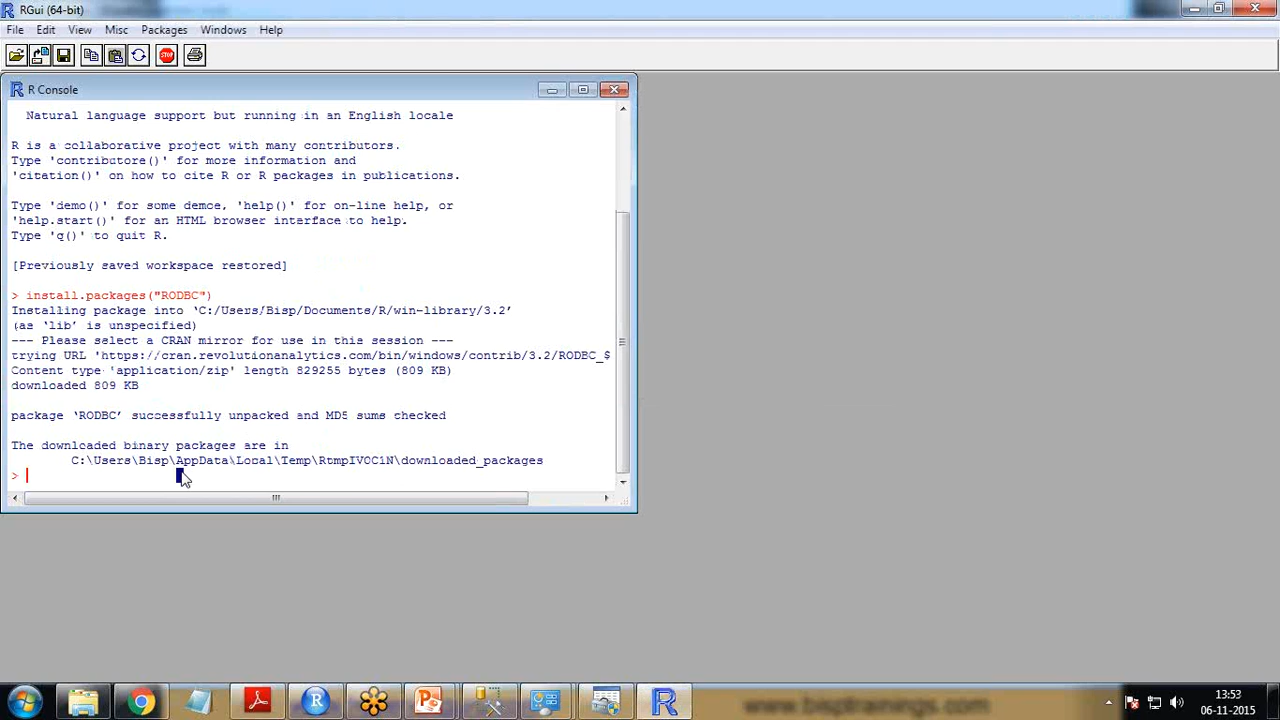 RGui (64-bit)
File Edit View Misc Packages Windows Help
R Console
Natural language support but running in an English locale
R is a collaborative project with many contributors.
Type 'contributors()' for more information and
'citation()' on how to cite R or R packages in publications.
Type 'demo()' for some demos, 'help()' for on-line help, or
'help.start()' for an HTML browser interface to help.
Type 'q()' to quit R.
[Previously saved workspace restored]
> install.packages("RODBC")
Installing package into ‘C:/Users/Bisp/Documents/R/win-library/3.2’
(as ‘lib’ is unspecified)
--- Please select a CRAN mirror for use in this session ---
trying URL 'https://cran.revolutionanalytics.com/bin/windows/contrib/3.2/RODBC_$
Content type 'application/zip' length 829255 bytes (809 KB)
downloaded 809 KB
package ‘RODBC’ successfully unpacked and MD5 sums checked
The downloaded binary packages are in
C:\Users\Bisp\AppData\Local\Temp\RtmpIVOC1N\downloaded_packages
>
13:53
06-11-2015